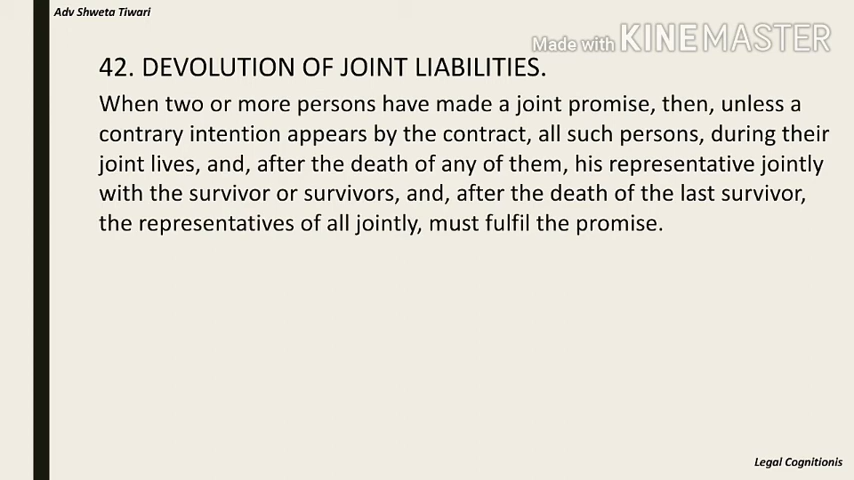 Adv Shweta Tiwari
Made with KINEMASTER
42. DEVOLUTION OF JOINT LIABILITIES.
When two or more persons have made a joint promise, then, unless a
contrary intention appears by the contract, all such persons, during their
joint lives, and, after the death of any of them, his representative jointly
with the survivor or survivors, and, after the death of the last survivor,
the representatives of all jointly, must fulfil the promise.
Legal Cognitionis